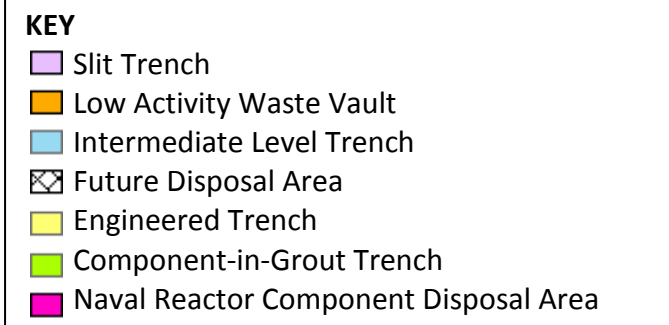 KEY
Slit Trench
Low Activity Waste Vault
Intermediate Level Trench
Future Disposal Area
Engineered Trench
Component-in-Grout Trench
Naval Reactor Component Disposal Area